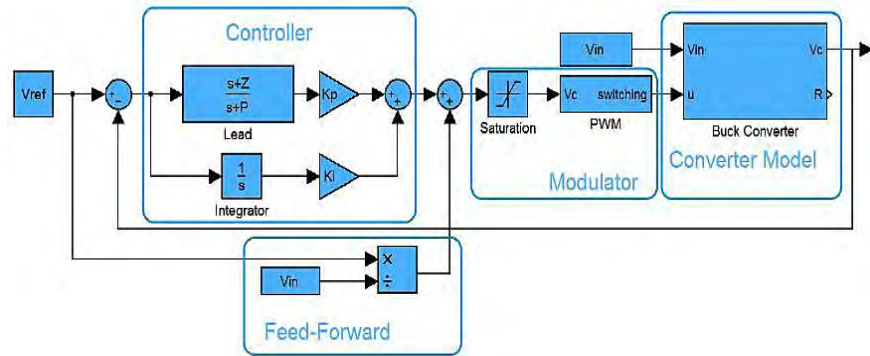 Controller
Vref
s+Z
s+P
Lead
Kp
1
s
Integrator
Ki
Saturation
Vc switching
PWM
Modulator
Vin
Vin Vc
u R
Buck Converter
Converter Model
Vin
×
÷
Feed-Forward